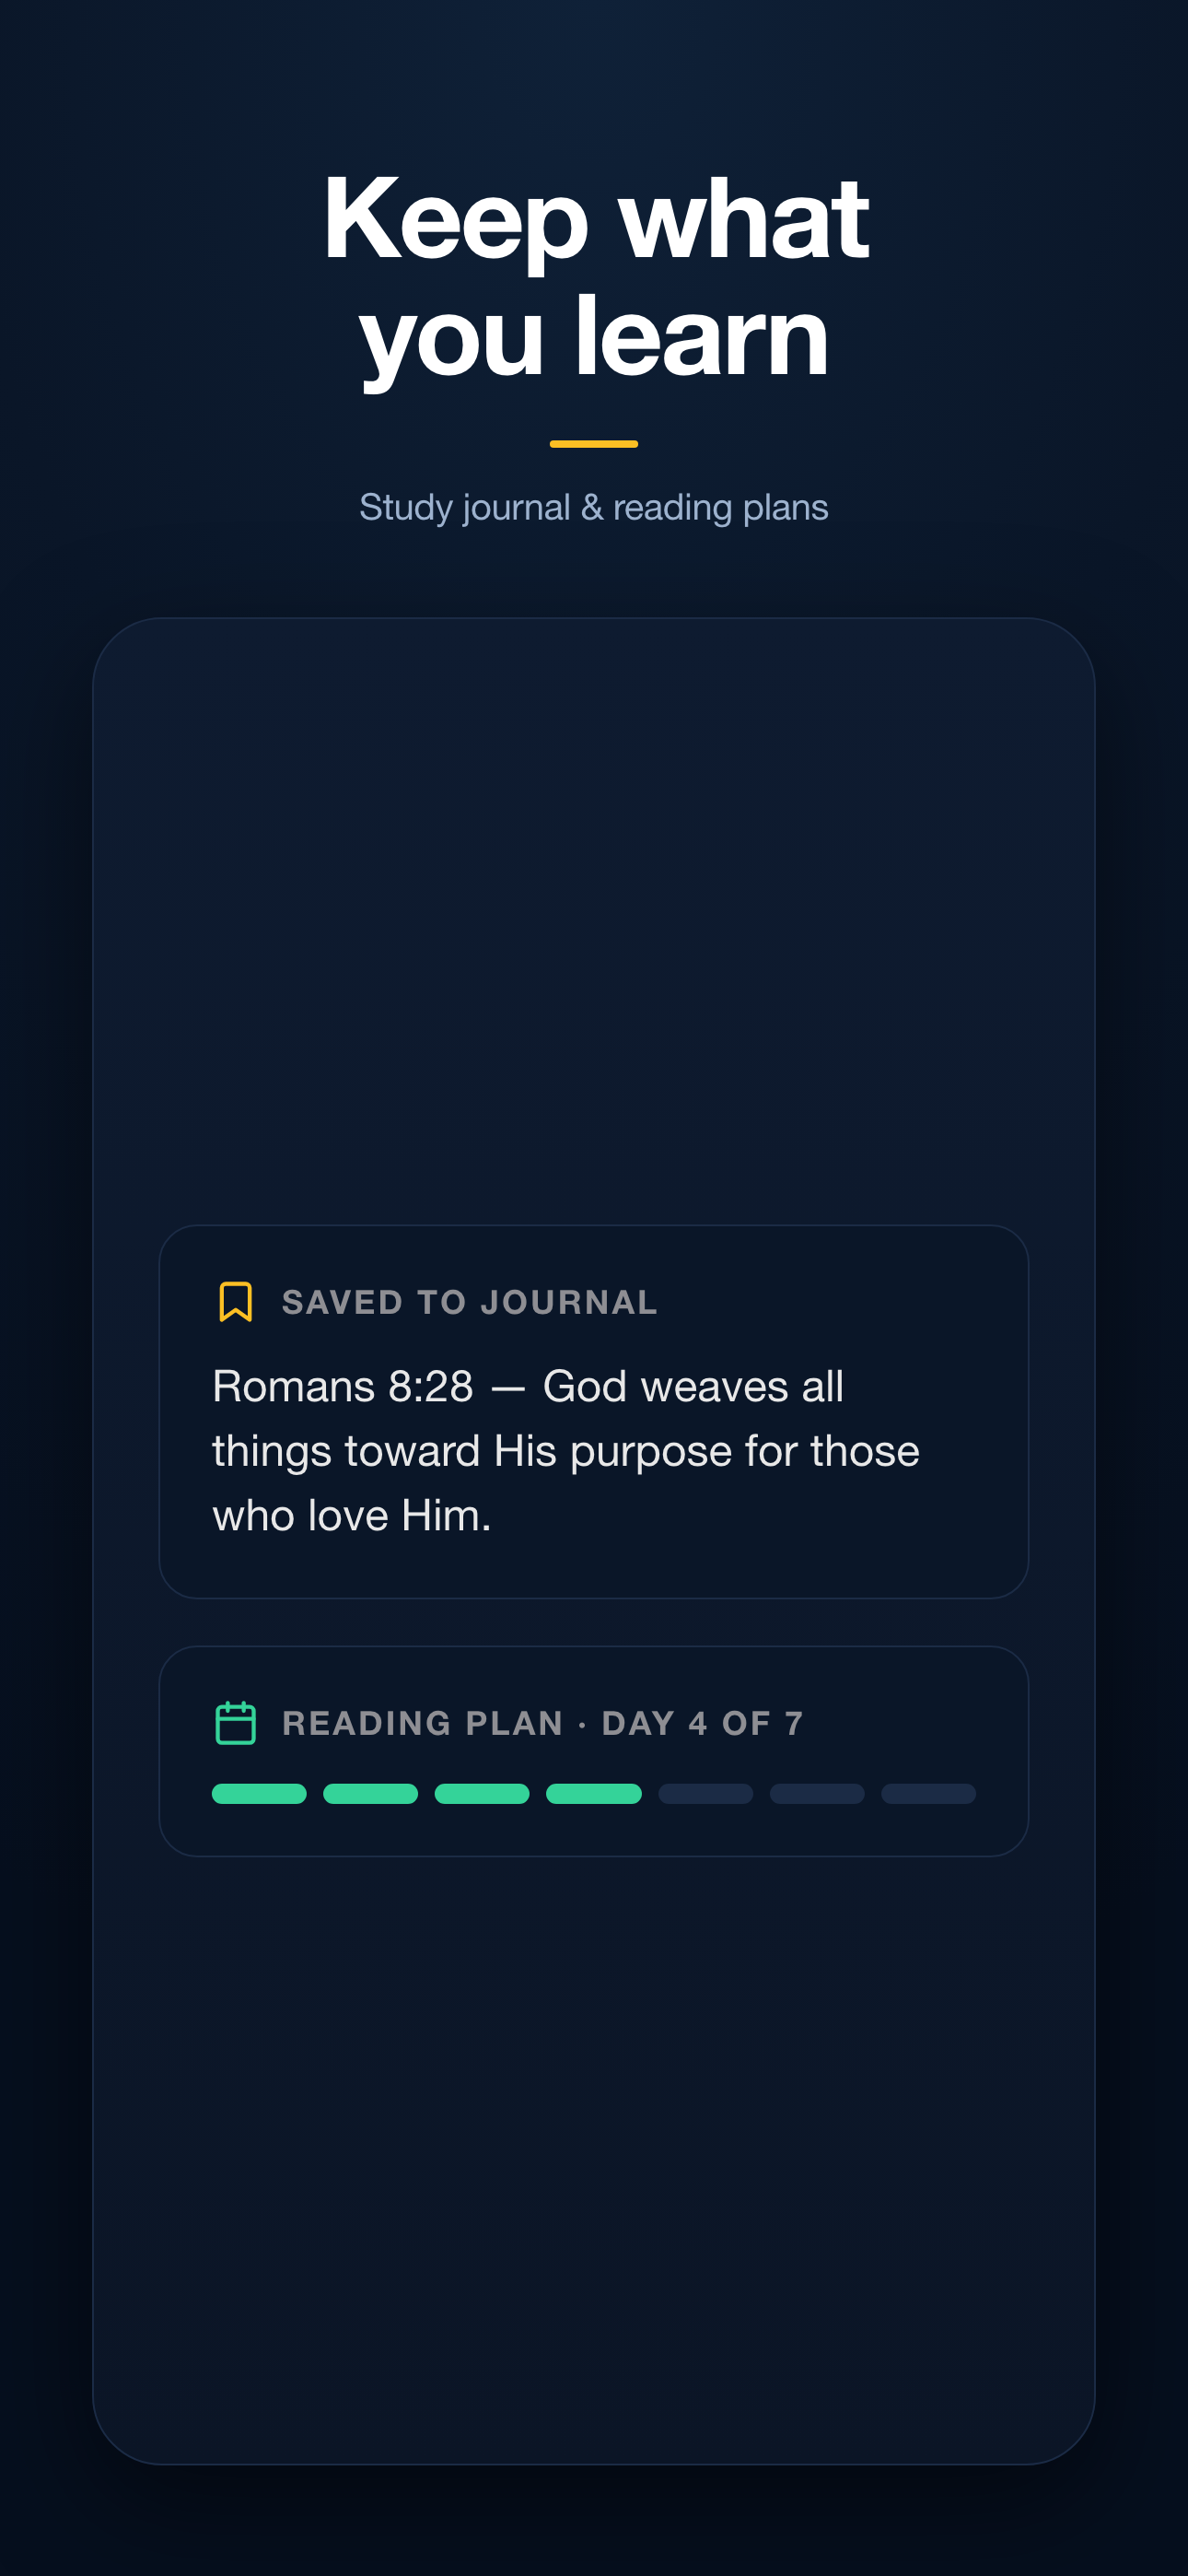 Keep what
you learn
Study journal & reading plans
SAVED TO JOURNAL
Romans 8:28 — God weaves all
things toward His purpose for those
who love Him.
READING PLAN · DAY 4 OF 7